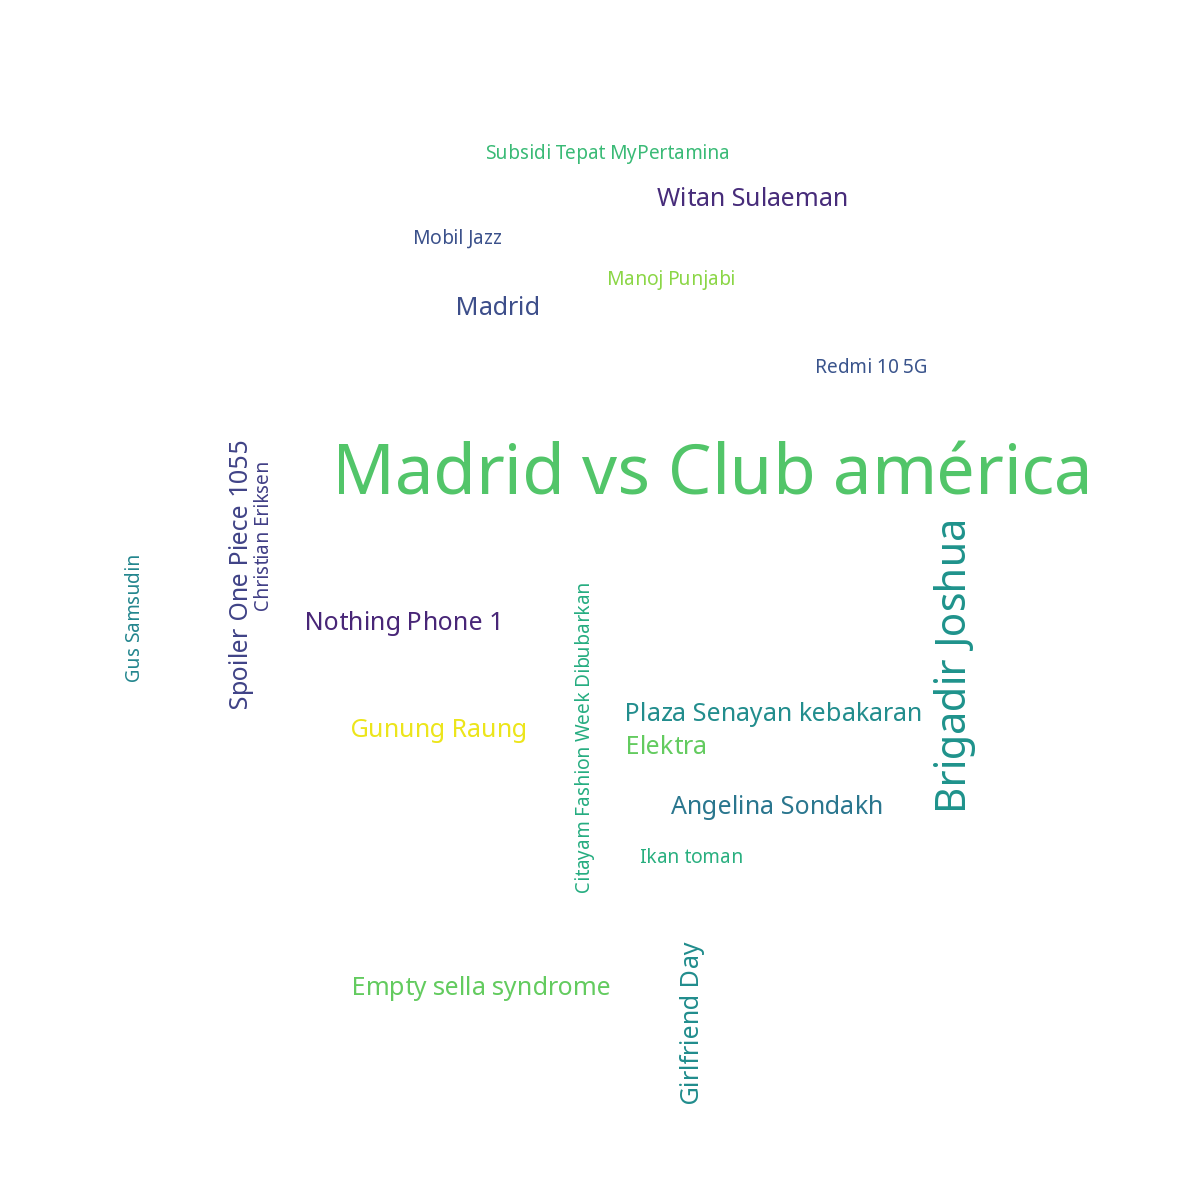 Subsidi Tepat MyPertamina
Witan Sulaeman
Mobil Jazz
Manoj Punjabi
Madrid
Redmi 10 5G
Madrid vs Club américa
Spoiler One Piece 1055
Christian Eriksen
Brigadir Joshua
Gus Samsudin
Nothing Phone 1
Citayam Fashion Week Dibubarkan
Plaza Senayan kebakaran
Gunung Raung
Elektra
Angelina Sondakh
Ikan toman
Girlfriend Day
Empty sella syndrome